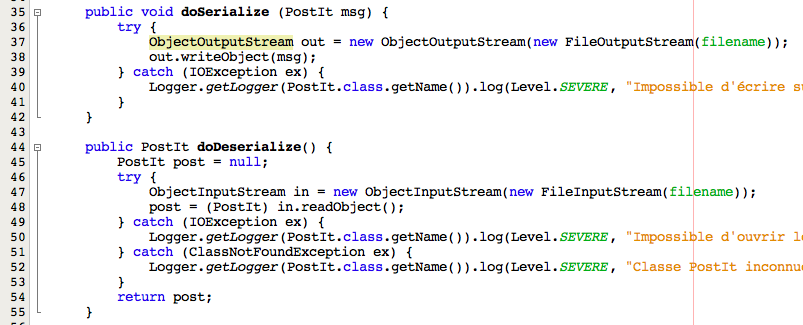 35 public void doSerialize (PostIt msg) {
36 try {
37 ObjectOutputStream out = new ObjectOutputStream(new FileOutputStream(filename));
38 out.writeObject(msg);
39 } catch (IOException ex) {
40 Logger.getLogger(PostIt.class.getName()).log(Level.SEVERE, "Impossible d'écrire
41 }
42 }
43
44 public PostIt doDeserialize() {
45 PostIt post = null;
46 try {
47 ObjectInputStream in = new ObjectInputStream(new FileInputStream(filename));
48 post = (PostIt) in.readObject();
49 } catch (IOException ex) {
50 Logger.getLogger(PostIt.class.getName()).log(Level.SEVERE, "Impossible d'ouvrir
51 } catch (ClassNotFoundException ex) {
52 Logger.getLogger(PostIt.class.getName()).log(Level.SEVERE, "Classe PostIt
53 }
54 return post;
55 }